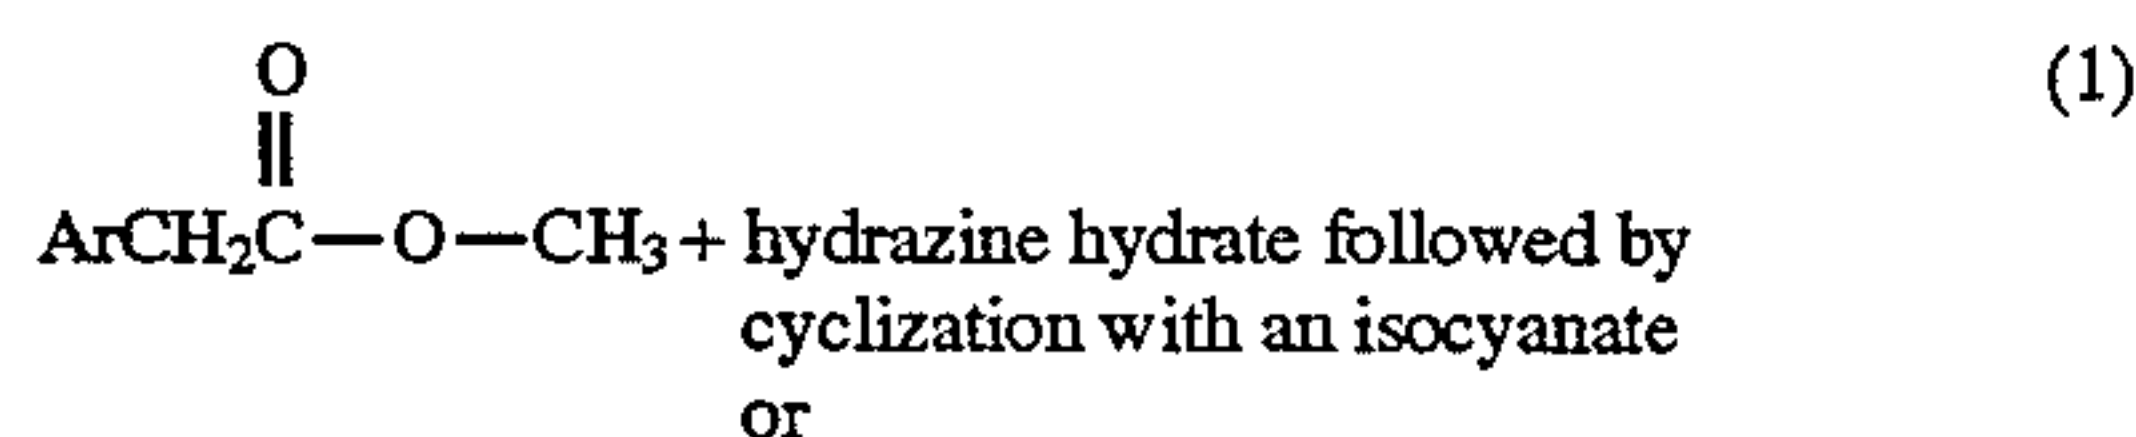 O (1)
ArCH₂C—O—CH₃ + hydrazine hydrate followed by
cyclization with an isocyanate
or